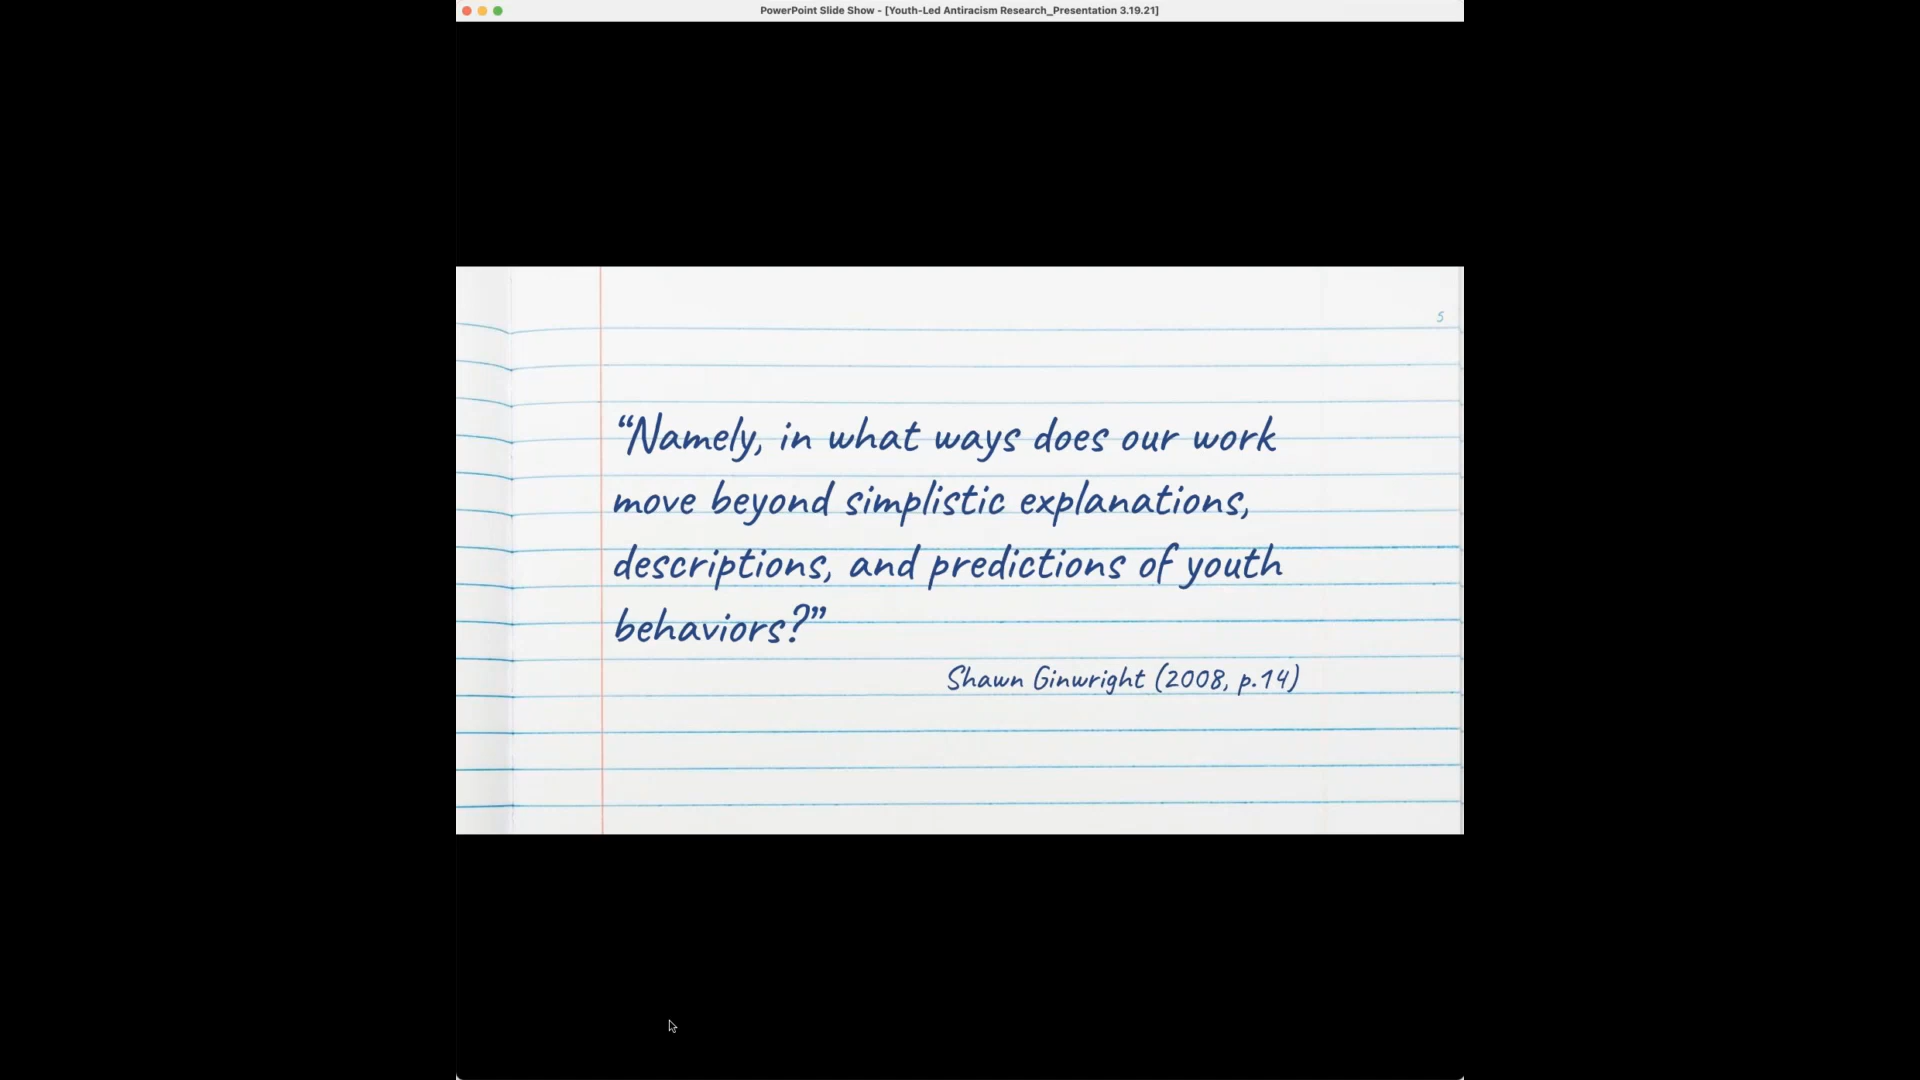 PowerPoint Slide Show - [Youth-Led Antiracism Research_Presentation 3.19.21]
5
“Namely, in what ways does our work
move beyond simplistic explanations,
descriptions, and predictions of youth
behaviors?”
Shawn Ginwright (2008, p.14)